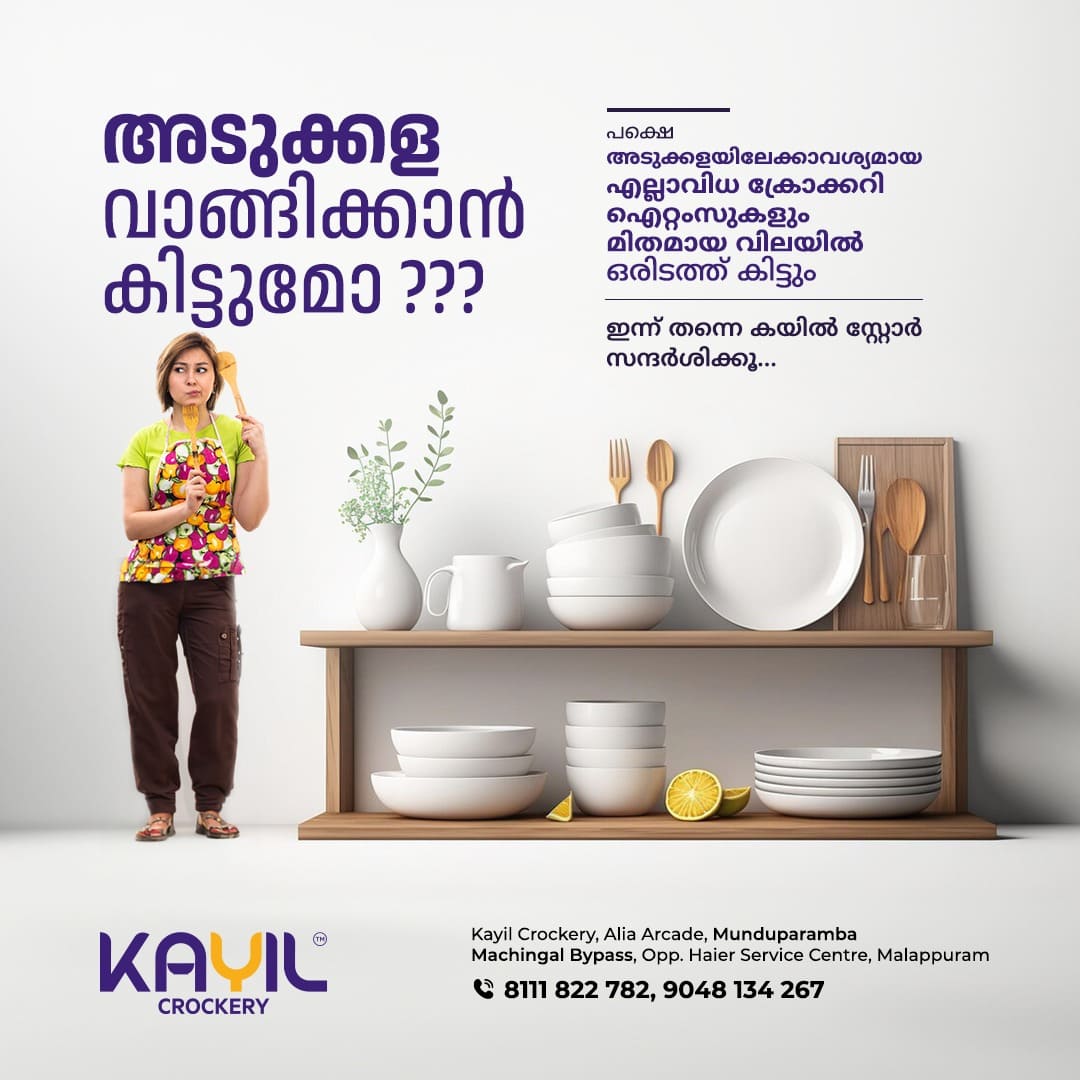 അടുക്കള
വാങ്ങിക്കാൻ
കിട്ടുമോ ???
പക്ഷെ
അടുക്കളയിലേക്കാവശ്യമായ
എല്ലാവിധ ക്രോക്കറി
ഐറ്റംസുകളും
മിതമായ വിലയിൽ
ഒരിടത്ത് കിട്ടും
ഇന്ന് തന്നെ കയിൽ സ്റ്റോർ
സന്ദർശിക്കൂ...
KAYIL™
CROCKERY
Kayil Crockery, Alia Arcade, Munduparamba
Machingal Bypass, Opp. Haier Service Centre, Malappuram
8111 822 782, 9048 134 267